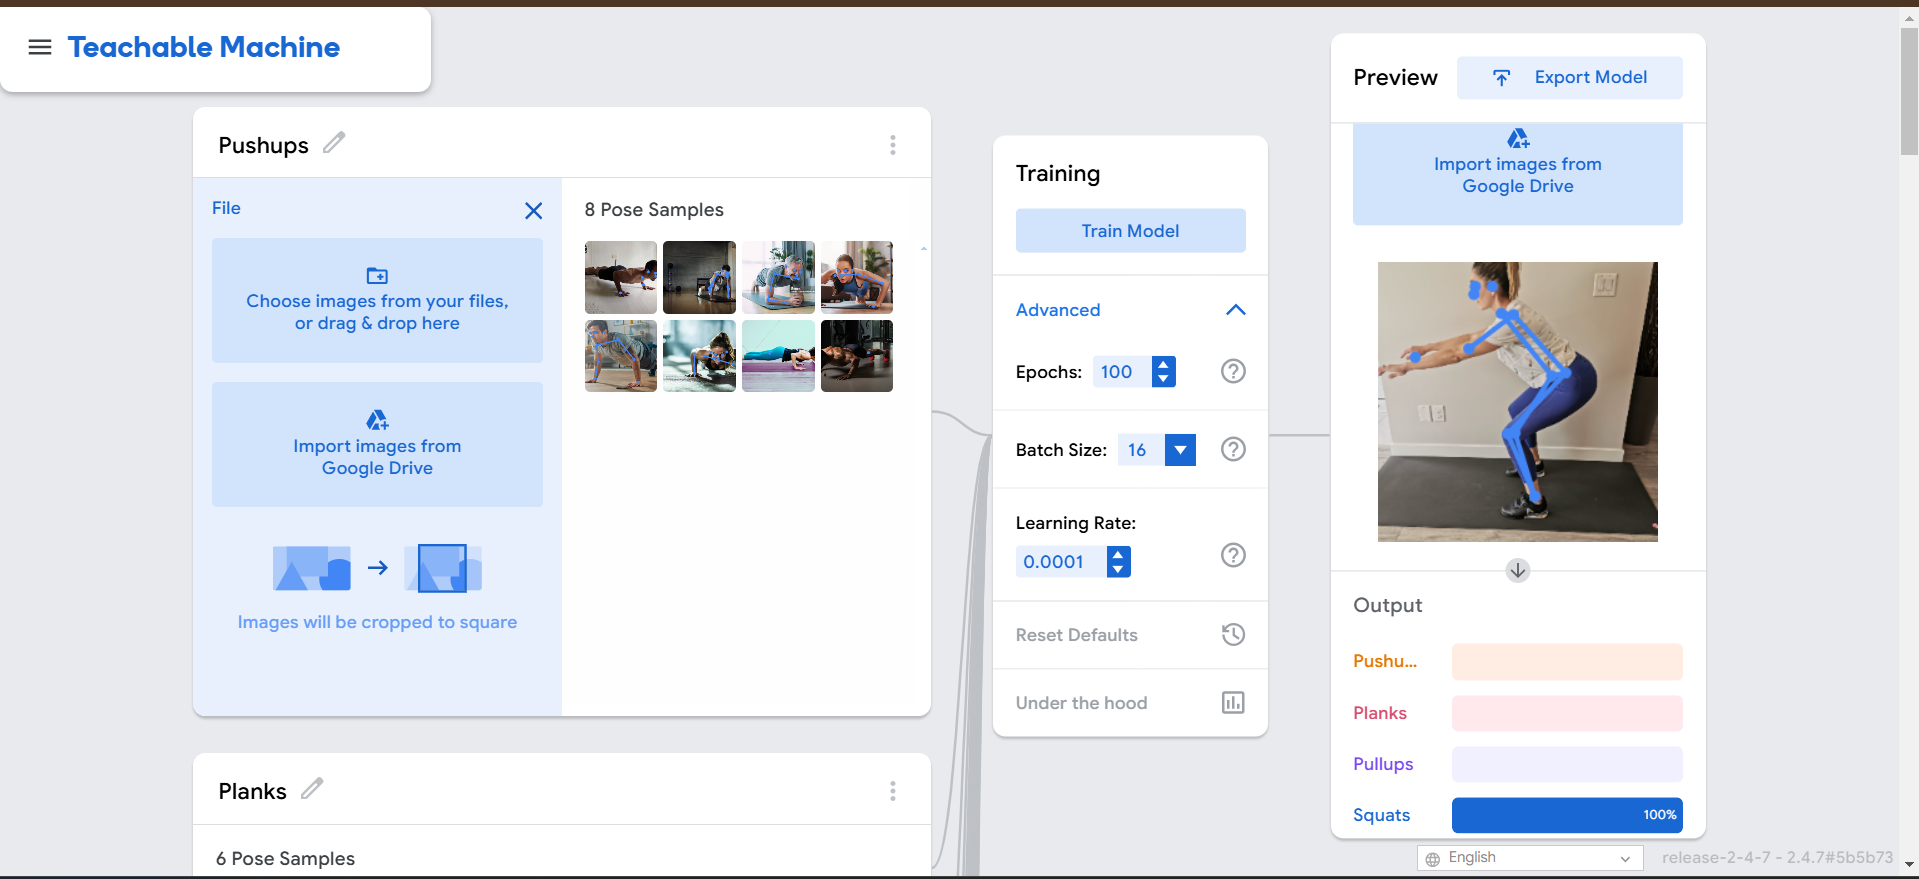 Teachable Machine
Pushups
File
Choose images from your files,
or drag & drop here
Import images from
Google Drive
Images will be cropped to square
8 Pose Samples
Planks
6 Pose Samples
Training
Train Model
Advanced
Epochs: 100
Batch Size: 16
Learning Rate:
0.0001
Reset Defaults
Under the hood
Preview
Export Model
Import images from
Google Drive
Output
Pushu...
Planks
Pullups
Squats 100%
English
release-2-4-7 - 2.4.7#5b5b73